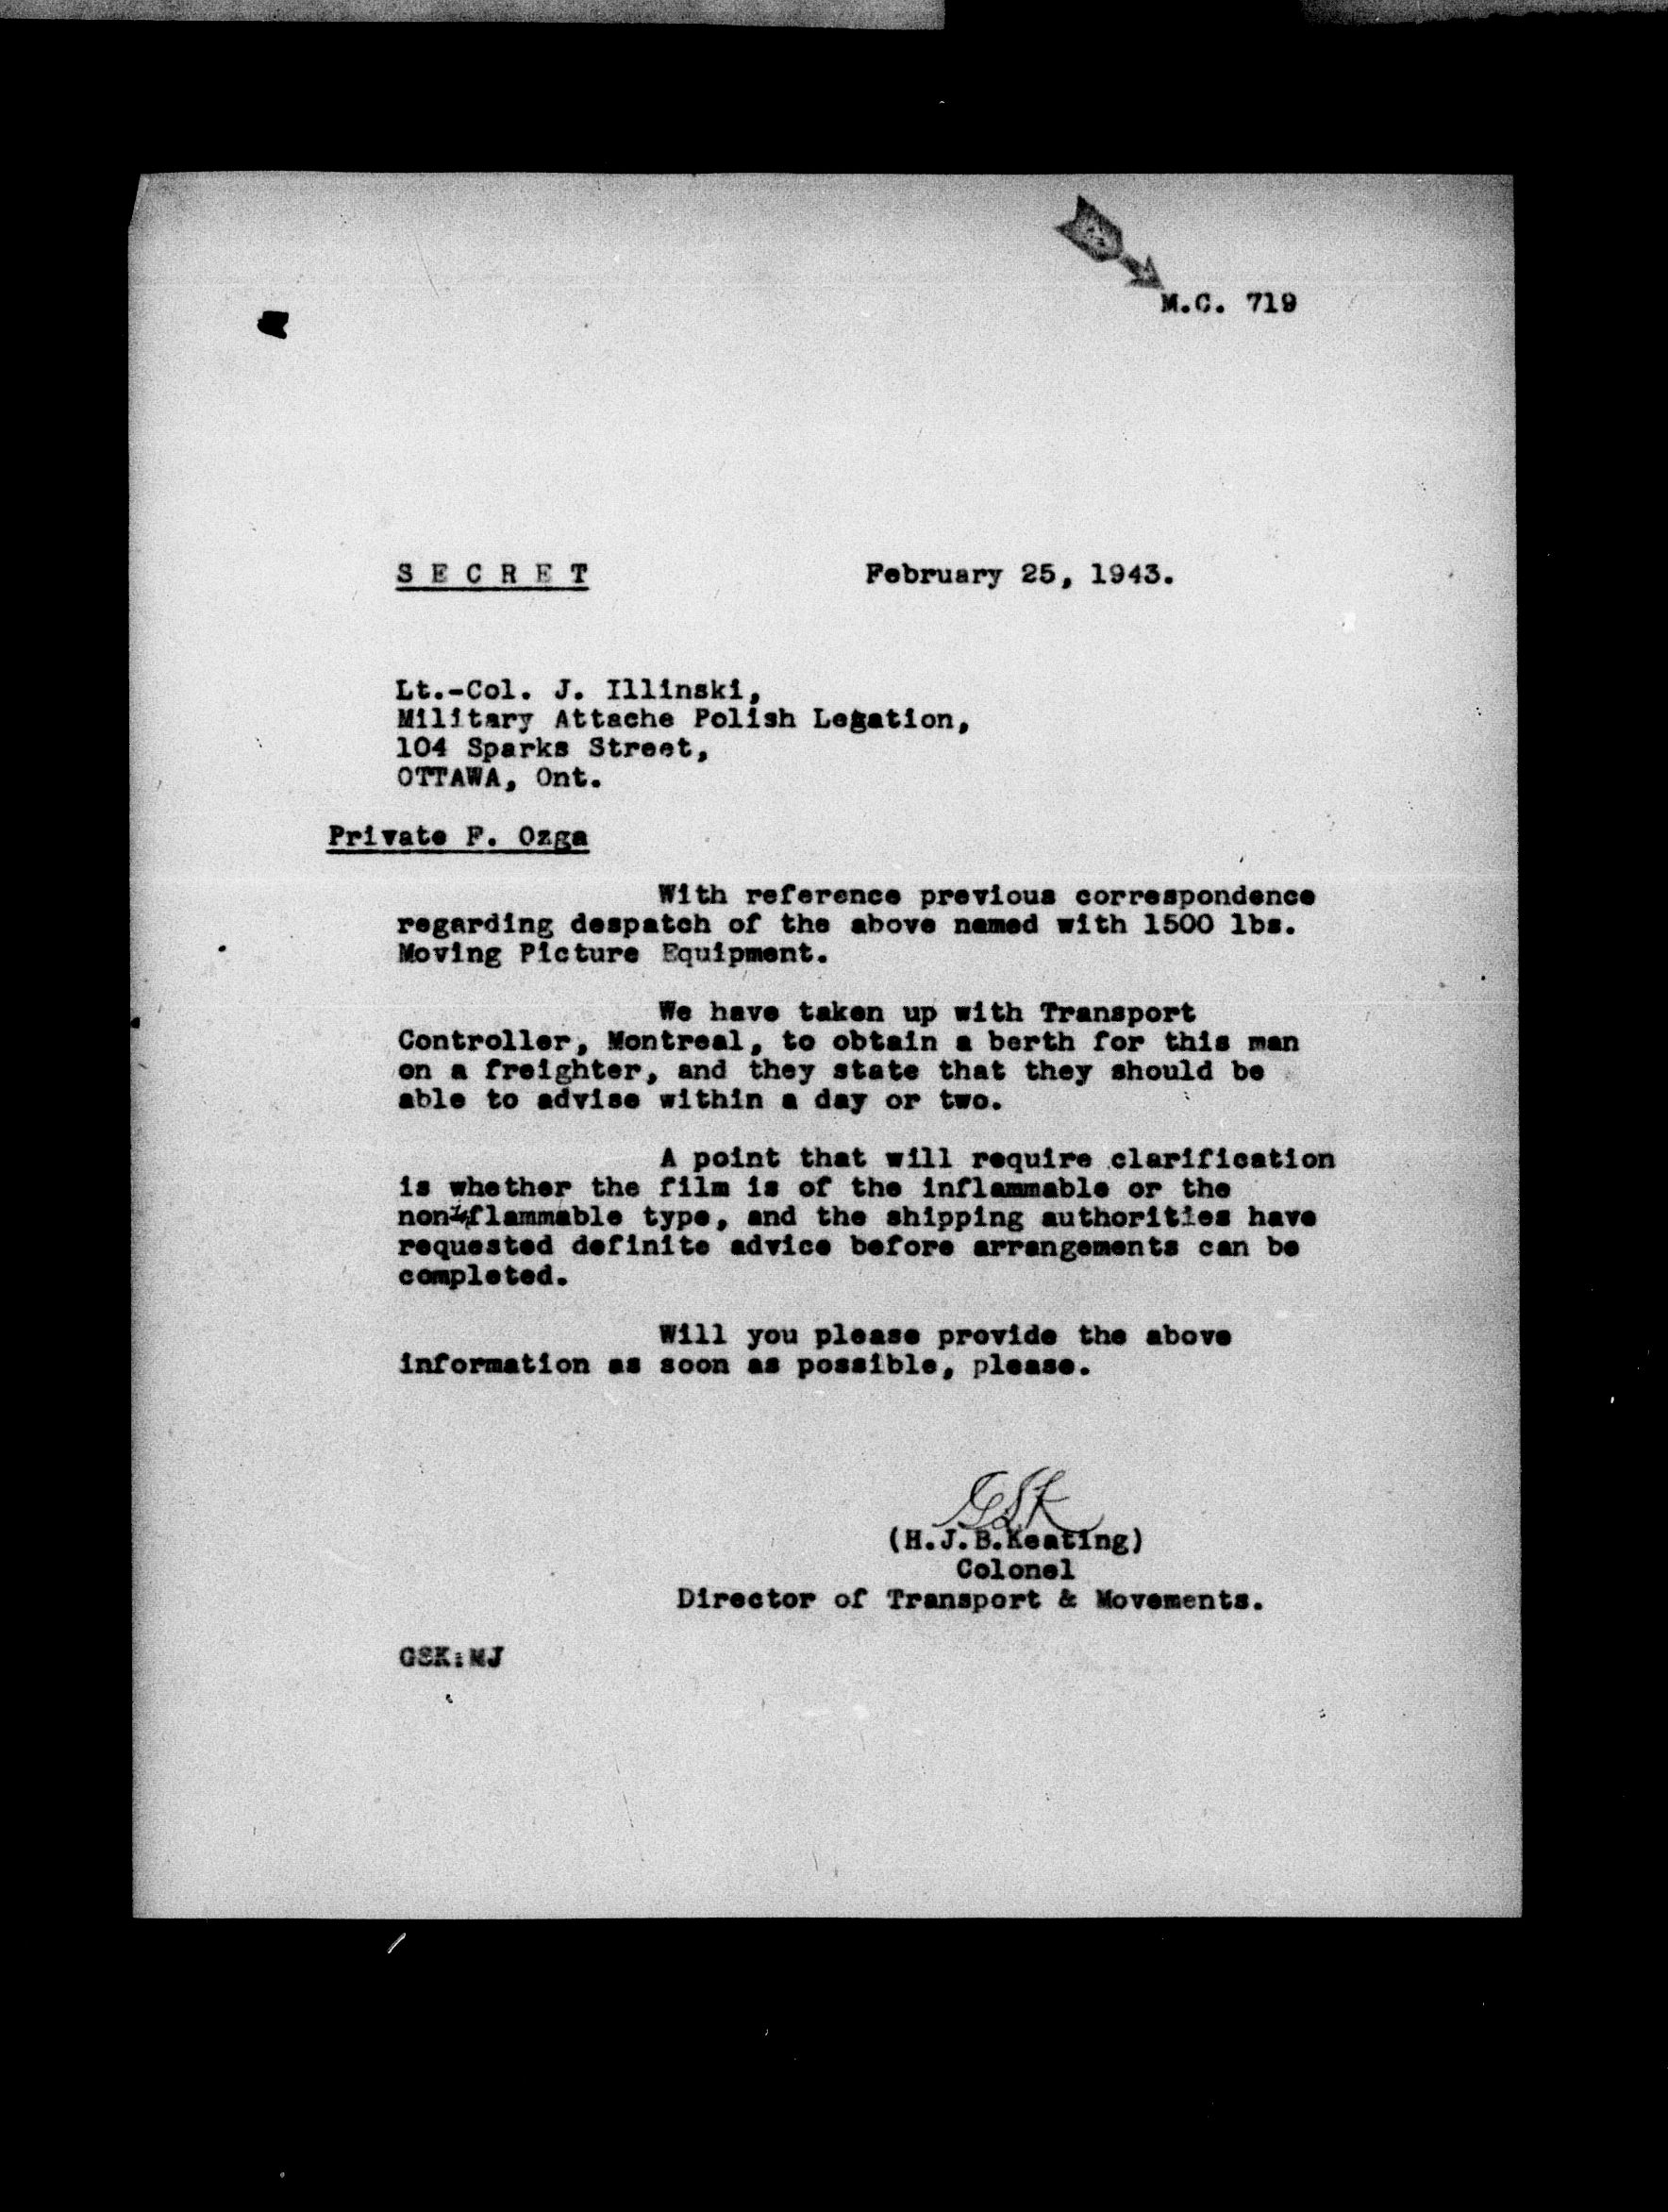 M.C. 719
S E C R E T February 25, 1943.
Lt.-Col. J. Illinski,
Military Attache Polish Legation,
104 Sparks Street,
OTTAWA, Ont.
Private F. Ozga
With reference previous correspondence
regarding despatch of the above named with 1500 lbs.
Moving Picture Equipment.
We have taken up with Transport
Controller, Montreal, to obtain a berth for this man
on a freighter, and they state that they should be
able to advise within a day or two.
A point that will require clarification
is whether the film is of the inflammable or the
non-flammable type, and the shipping authorities have
requested definite advice before arrangements can be
completed.
Will you please provide the above
information as soon as possible, please.
GSK
(H.J.B.Keating)
Colonel
Director of Transport & Movements.
GSK:MJ